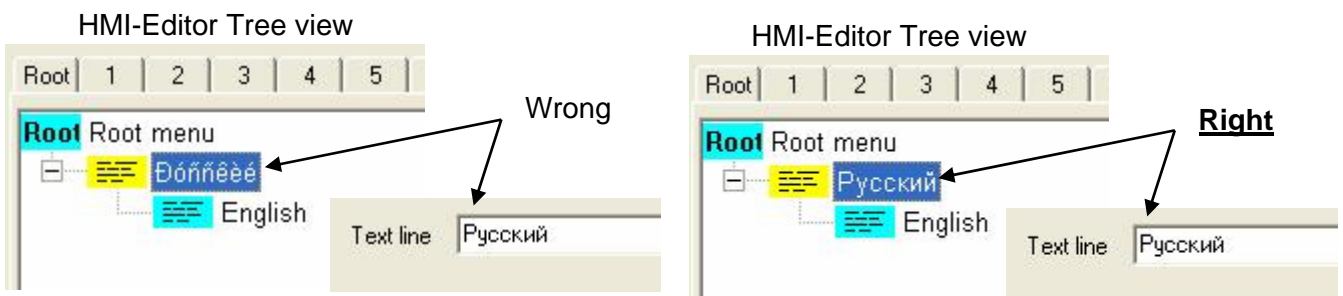 HMI-Editor Tree view
Root 1 2 3 4 5
Wrong
Root Root menu
Ðóññêèé
English
Text line Русский
HMI-Editor Tree view
Root 1 2 3 4 5
Right
Root Root menu
Русский
English
Text line Русский